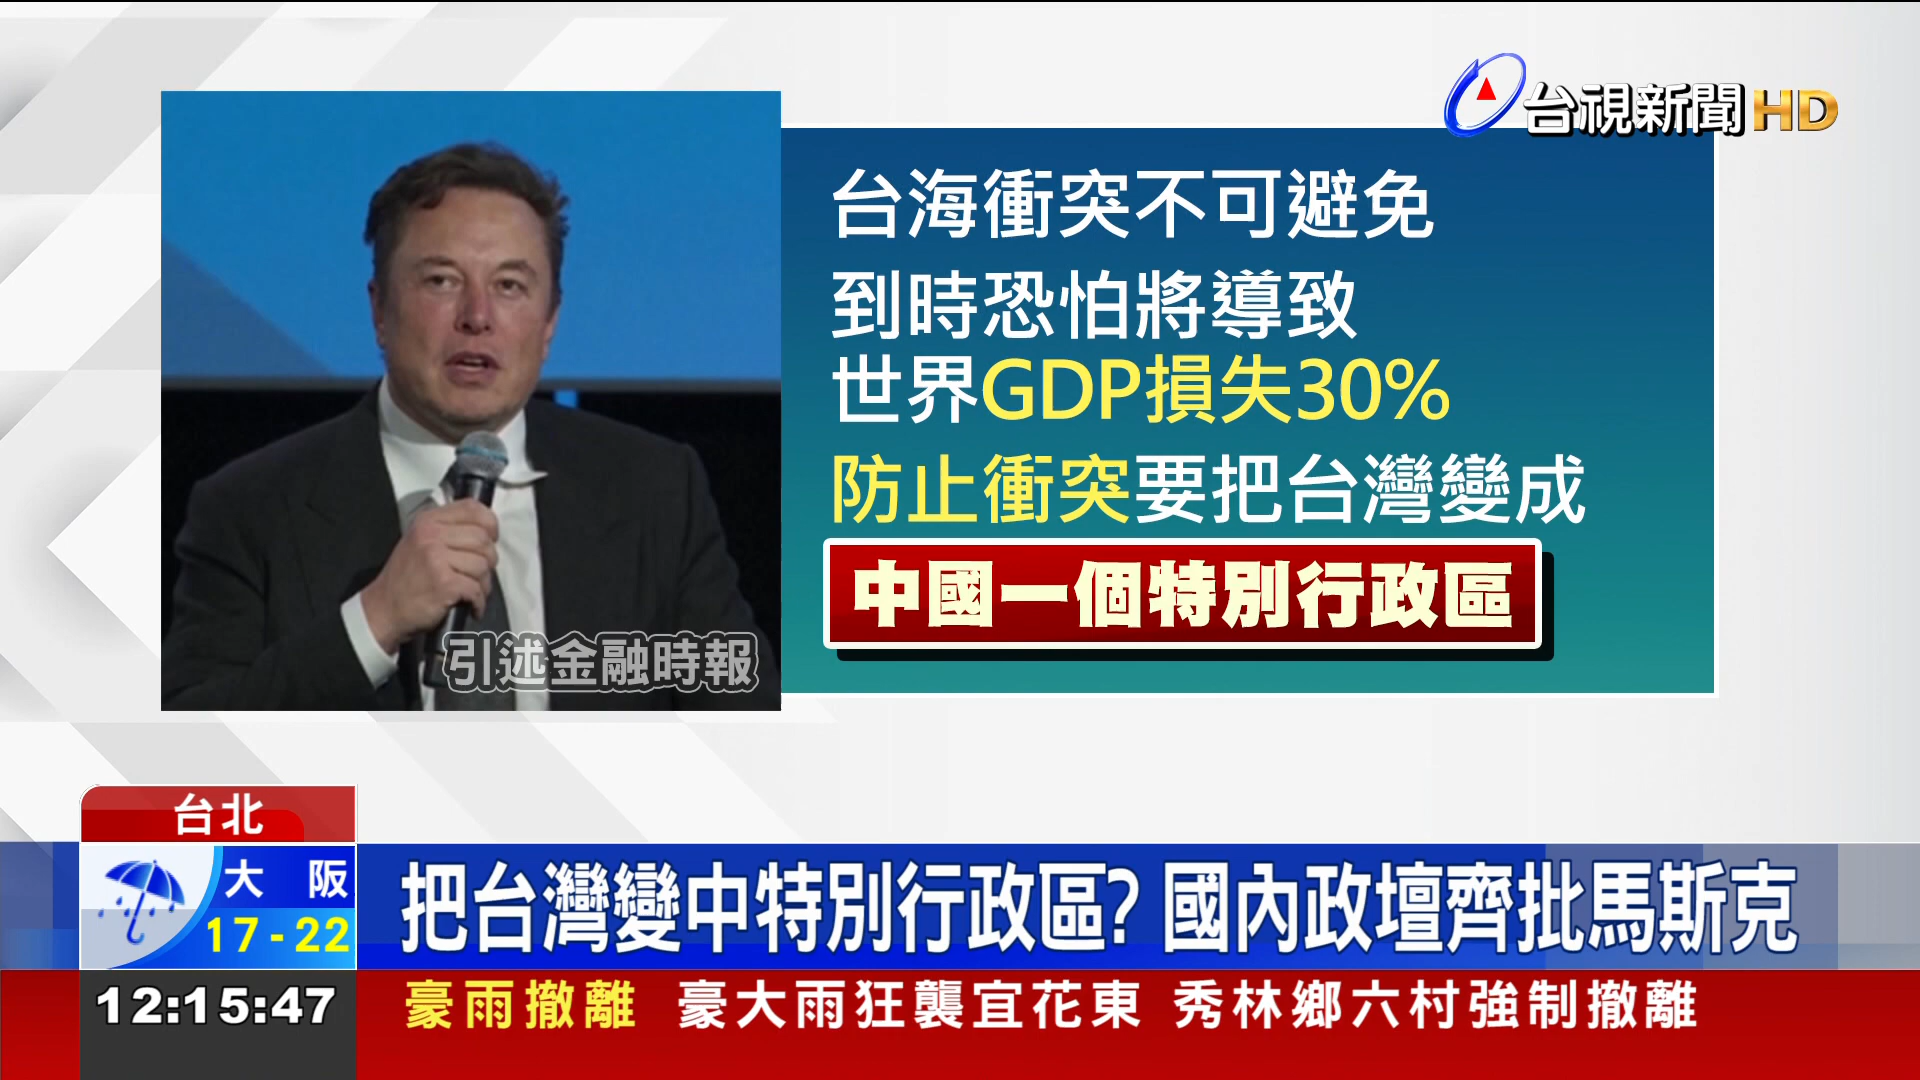 台視新聞HD
台海衝突不可避免
到時恐怕將導致
世界GDP損失30%
防止衝突要把台灣變成
中國一個特別行政區
引述金融時報
台北
大 阪
17-22
把台灣變中特別行政區? 國內政壇齊批馬斯克
12:15:47
豪雨撤離 豪大雨狂襲宜花東 秀林鄉六村強制撤離